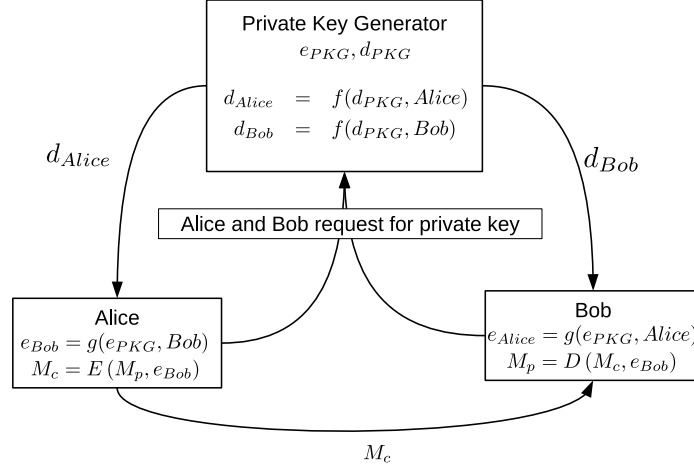 Private Key Generator
e_{PKG}, d_{PKG}
d_{Alice} = f(d_{PKG}, Alice)
d_{Bob} = f(d_{PKG}, Bob)
d_{Alice}
d_{Bob}
Alice and Bob request for private key
Alice
e_{Bob} = g(e_{PKG}, Bob)
M_c = E (M_p, e_{Bob})
Bob
e_{Alice} = g(e_{PKG}, Alice)
M_p = D (M_c, e_{Bob})
M_c